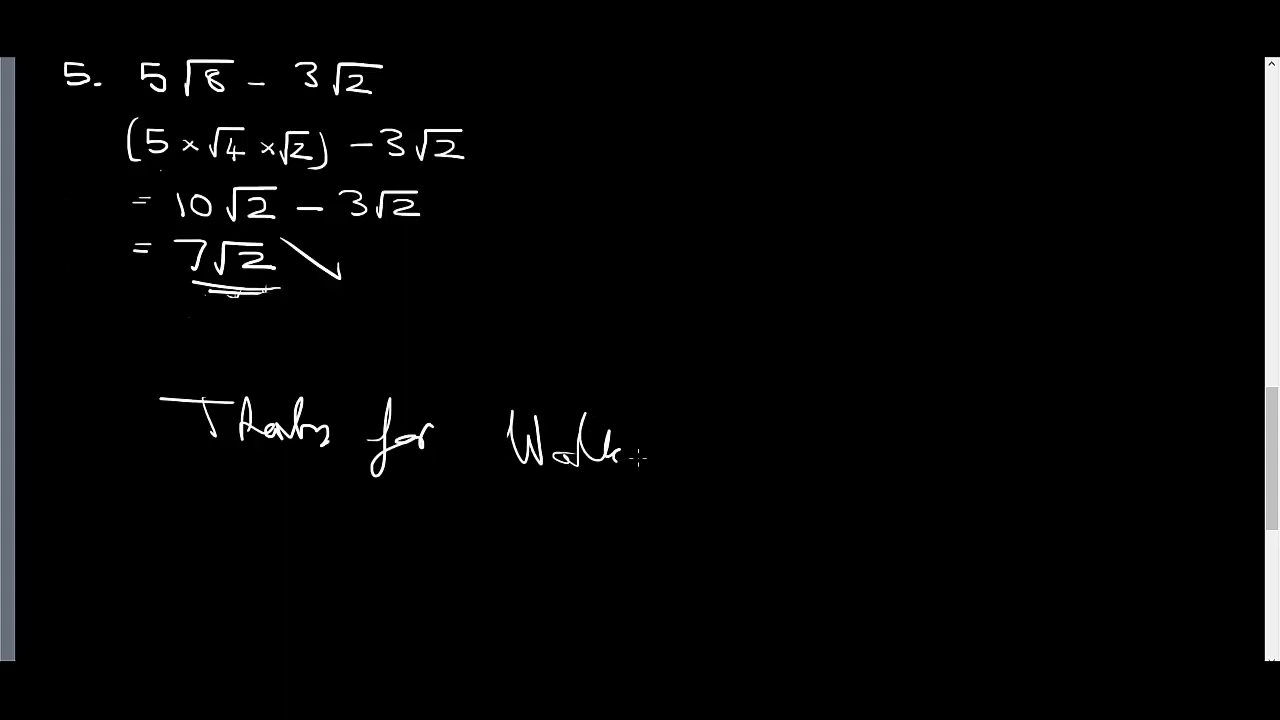 5. 5√8 - 3√2
(5 × √4 × √2) - 3√2
= 10√2 - 3√2
= 7√2
Thanks for